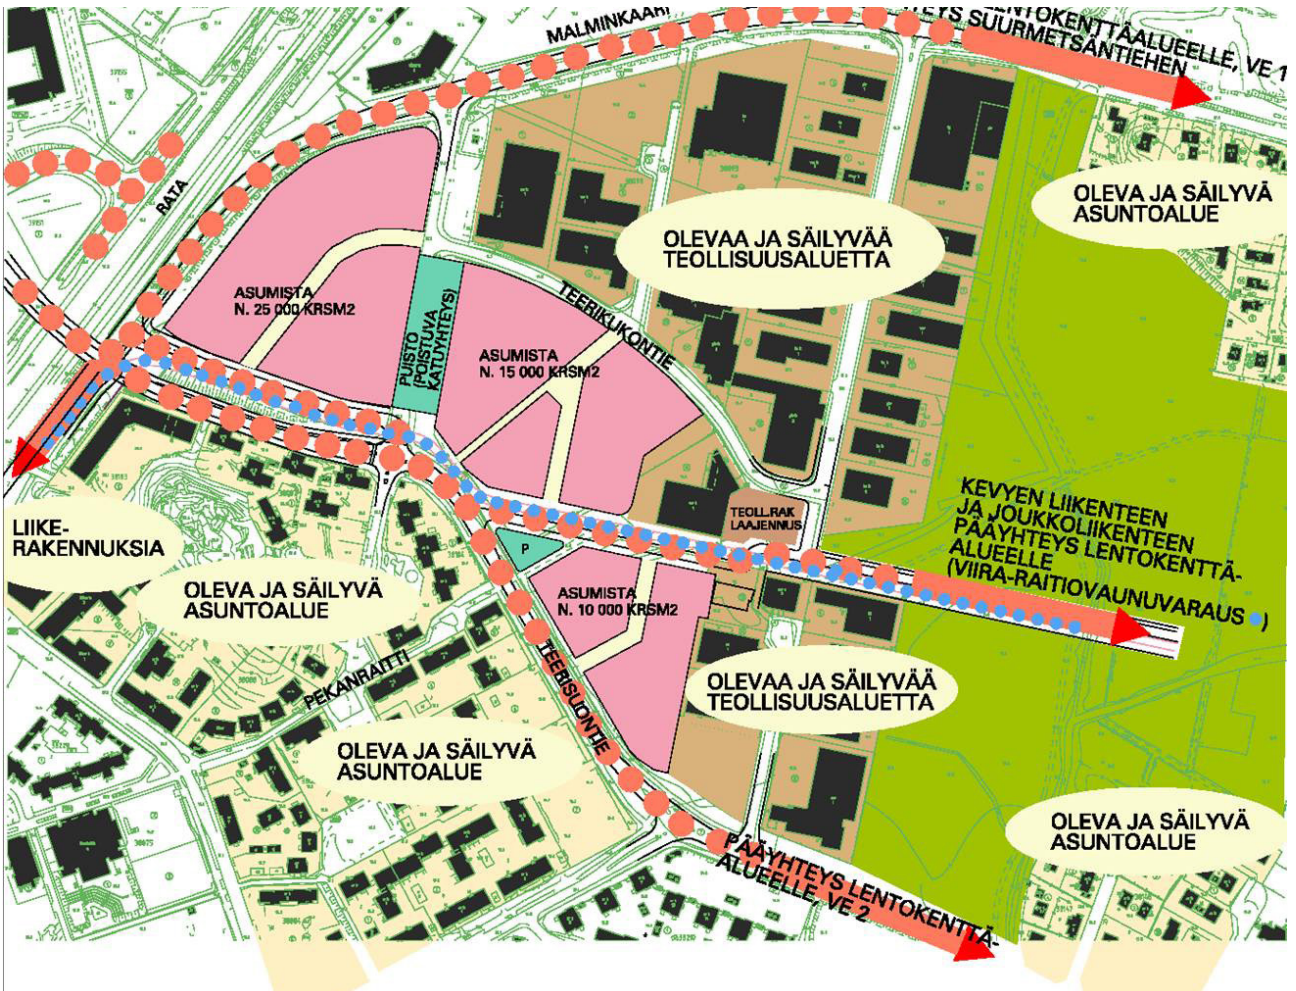 MALMINKAARI
LENTOKENTTÄALUEELLE, VE 1
YHTEYS SUURMETSÄNTIEHEN
RATA
OLEVA JA SÄILYVÄ
ASUNTOALUE
OLEVAA JA SÄILYVÄÄ
TEOLLISUUSALUETTA
ASUMISTA
N. 25 000 KRSM2
PUISTO
(POISTUVA
KATUYHTEYS)
TEERIKUKONTIE
ASUMISTA
N. 15 000 KRSM2
KEVYEN LIIKENTEEN
JA JOUKKOLIIKENTEEN
PÄÄYHTEYS LENTOKENTTÄ-
ALUEELLE
(VIIRA-RAITIOVAUNUVARAUS )
TEOLL.RAK
LAAJENNUS
LIIKE-
RAKENNUKSIA
P
OLEVA JA SÄILYVÄ
ASUNTOALUE
ASUMISTA
N. 10 000 KRSM2
PEKANRAITTI
TEERISUONTIE
OLEVAA JA SÄILYVÄÄ
TEOLLISUUSALUETTA
OLEVA JA SÄILYVÄ
ASUNTOALUE
OLEVA JA SÄILYVÄ
ASUNTOALUE
PÄÄYHTEYS LENTOKENTTÄ-
ALUEELLE, VE 2